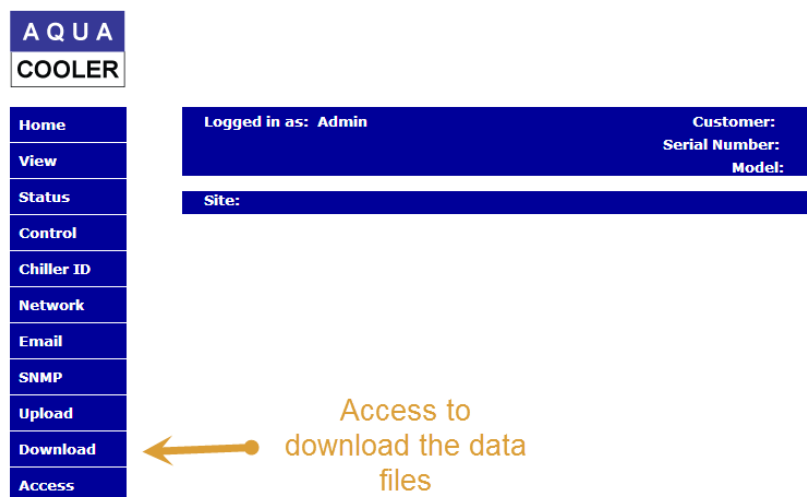 AQUA
COOLER
Home
View
Status
Control
Chiller ID
Network
Email
SNMP
Upload
Download
Access
Logged in as: Admin
Customer:
Serial Number:
Model:
Site:
Access to
download the data
files